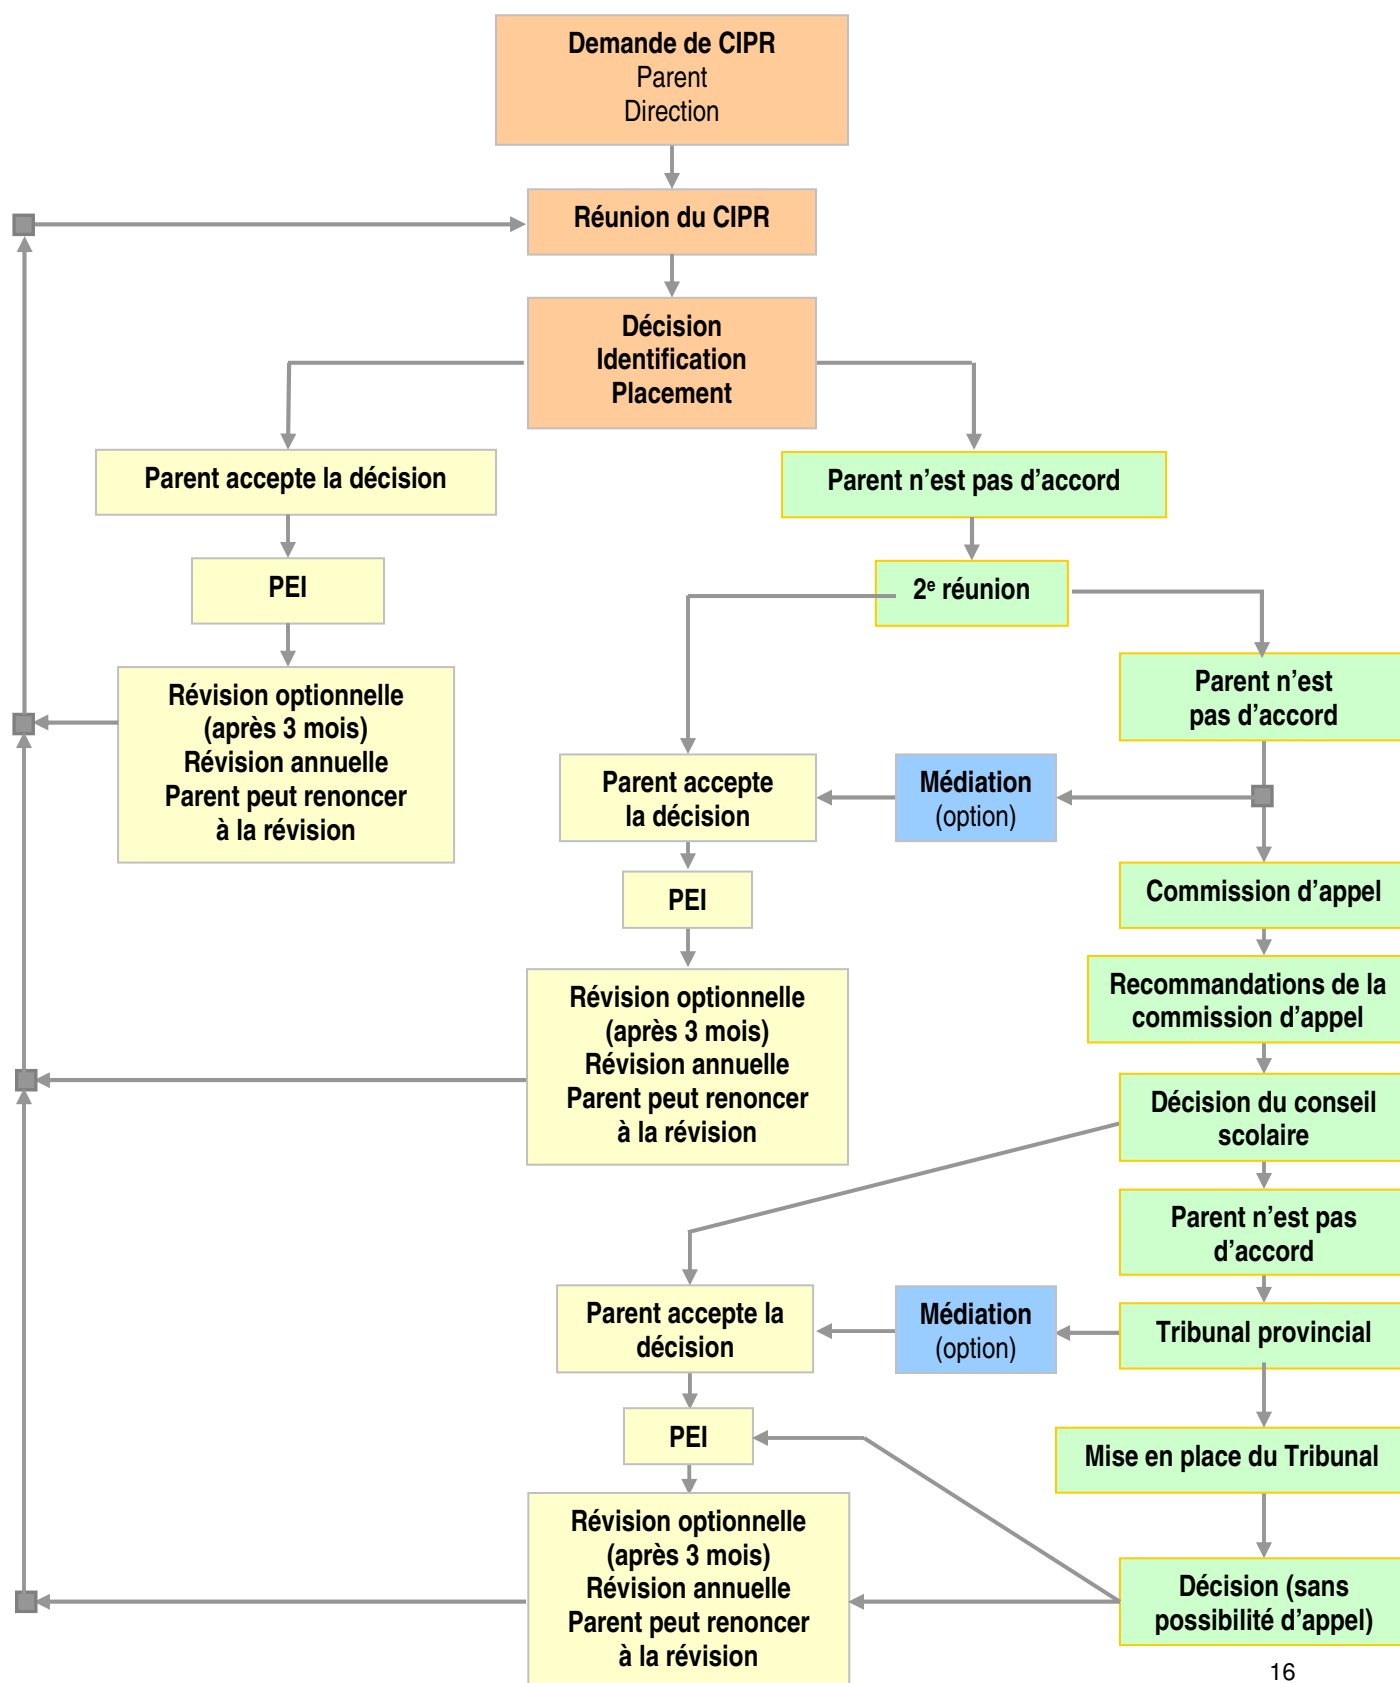 Demande de CIPR
Parent
Direction
Réunion du CIPR
Décision
Identification
Placement
Parent accepte la décision
Parent n’est pas d’accord
PEI
2e réunion
Révision optionnelle
(après 3 mois)
Révision annuelle
Parent peut renoncer
à la révision
Parent n’est
pas d’accord
Parent accepte
la décision
Médiation
(option)
Commission d’appel
PEI
Recommandations de la
commission d’appel
Révision optionnelle
(après 3 mois)
Révision annuelle
Parent peut renoncer
à la révision
Décision du conseil
scolaire
Parent n’est pas
d’accord
Parent accepte la
décision
Médiation
(option)
Tribunal provincial
PEI
Mise en place du Tribunal
Révision optionnelle
(après 3 mois)
Révision annuelle
Parent peut renoncer
à la révision
Décision (sans
possibilité d’appel)
16